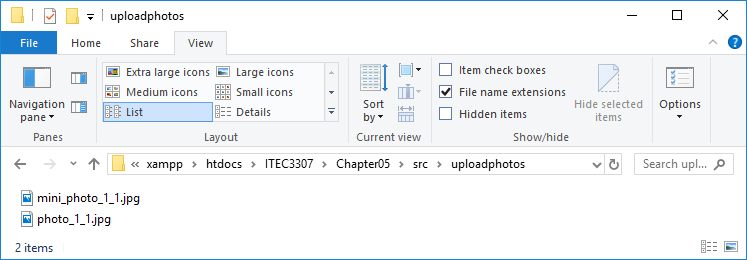 uploadphotos
File Home Share View
Navigation pane
Panes
Extra large icons Large icons
Medium icons Small icons
List Details
Layout
Sort by
Current view
Item check boxes
File name extensions
Hidden items
Hide selected items
Show/hide
Options
« xampp > htdocs > ITEC3307 > Chapter05 > src > uploadphotos
Search upl...
mini_photo_1_1.jpg
photo_1_1.jpg
2 items